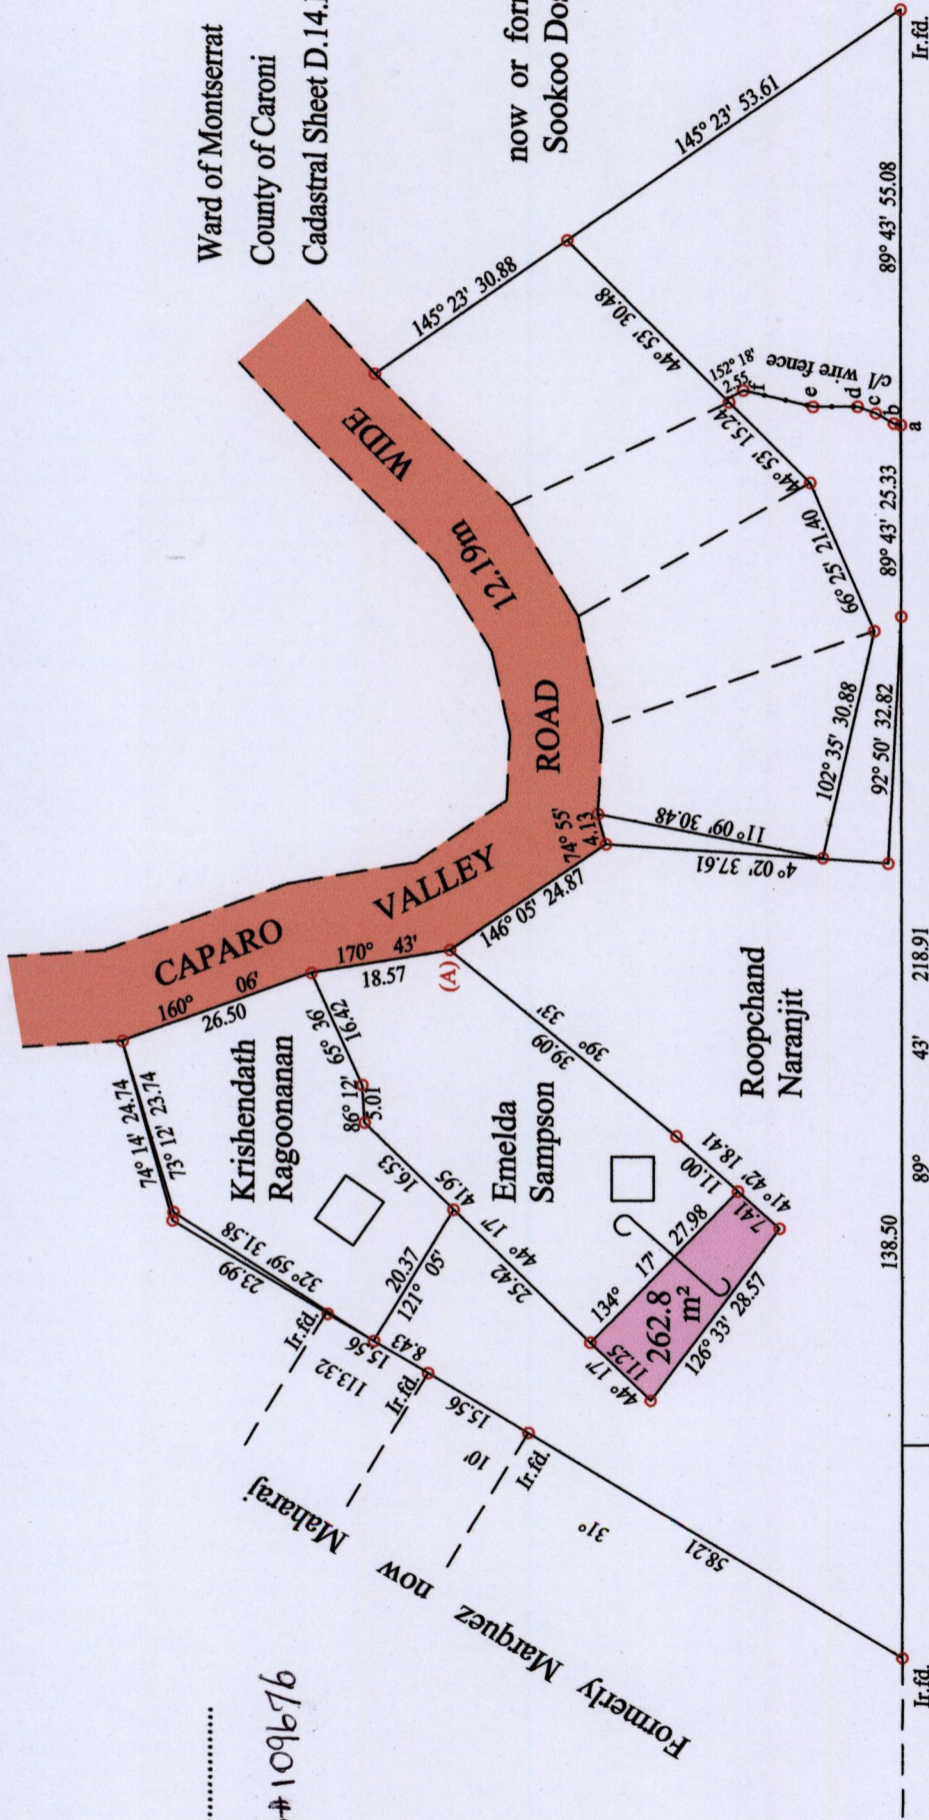 Ward of Montserrat
County of Caroni
Cadastral Sheet D.14.
now or
Sookoo
CAPARO
VALLEY
ROAD
12.19m
WIDE
160° 06'
26.50
170° 43'
18.57
(A)
146° 05' 24.87
74° 55'
4.13
74° 14' 24.74
73° 12' 23.74
Krishendath
Ragoonanan
65° 36'
16.42
86° 12'
5.01
16.53
41.95
44° 17'
25.42
32° 59' 31.58
23.99
20.37
121° 05'
Ir.fd.
15.56
8.43
113.32
Ir.fd.
15.56
10'
Ir.fd.
31°
58.21
Formerly Marquez now Maharaj
Emelda
Sampson
39° 33'
39.09
Roopchand
Naranjit
41° 42' 18.41
11.00
7.41
134° 17' 27.98
44° 17'
11.25
262.8
m²
126° 33' 28.57
4° 02' 37.61
11° 09' 30.48
102° 35' 30.88
92° 50' 32.82
66° 25' 21.40
44° 53' 15.24
44° 53' 30.48
145° 23' 30.88
145° 23' 53.61
152° 18'
2.55
f
e
d
c
b
a
c/l wire fence
89° 43' 25.33
89° 43' 55.08
Ir.fd.
138.50
89° 43' 218.91
Ir.fd.
#109676